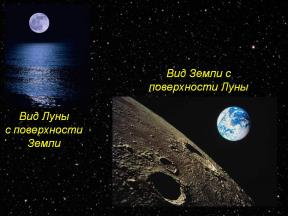 Вид Луны
с поверхности
Земли
Вид Земли с
поверхности Луны